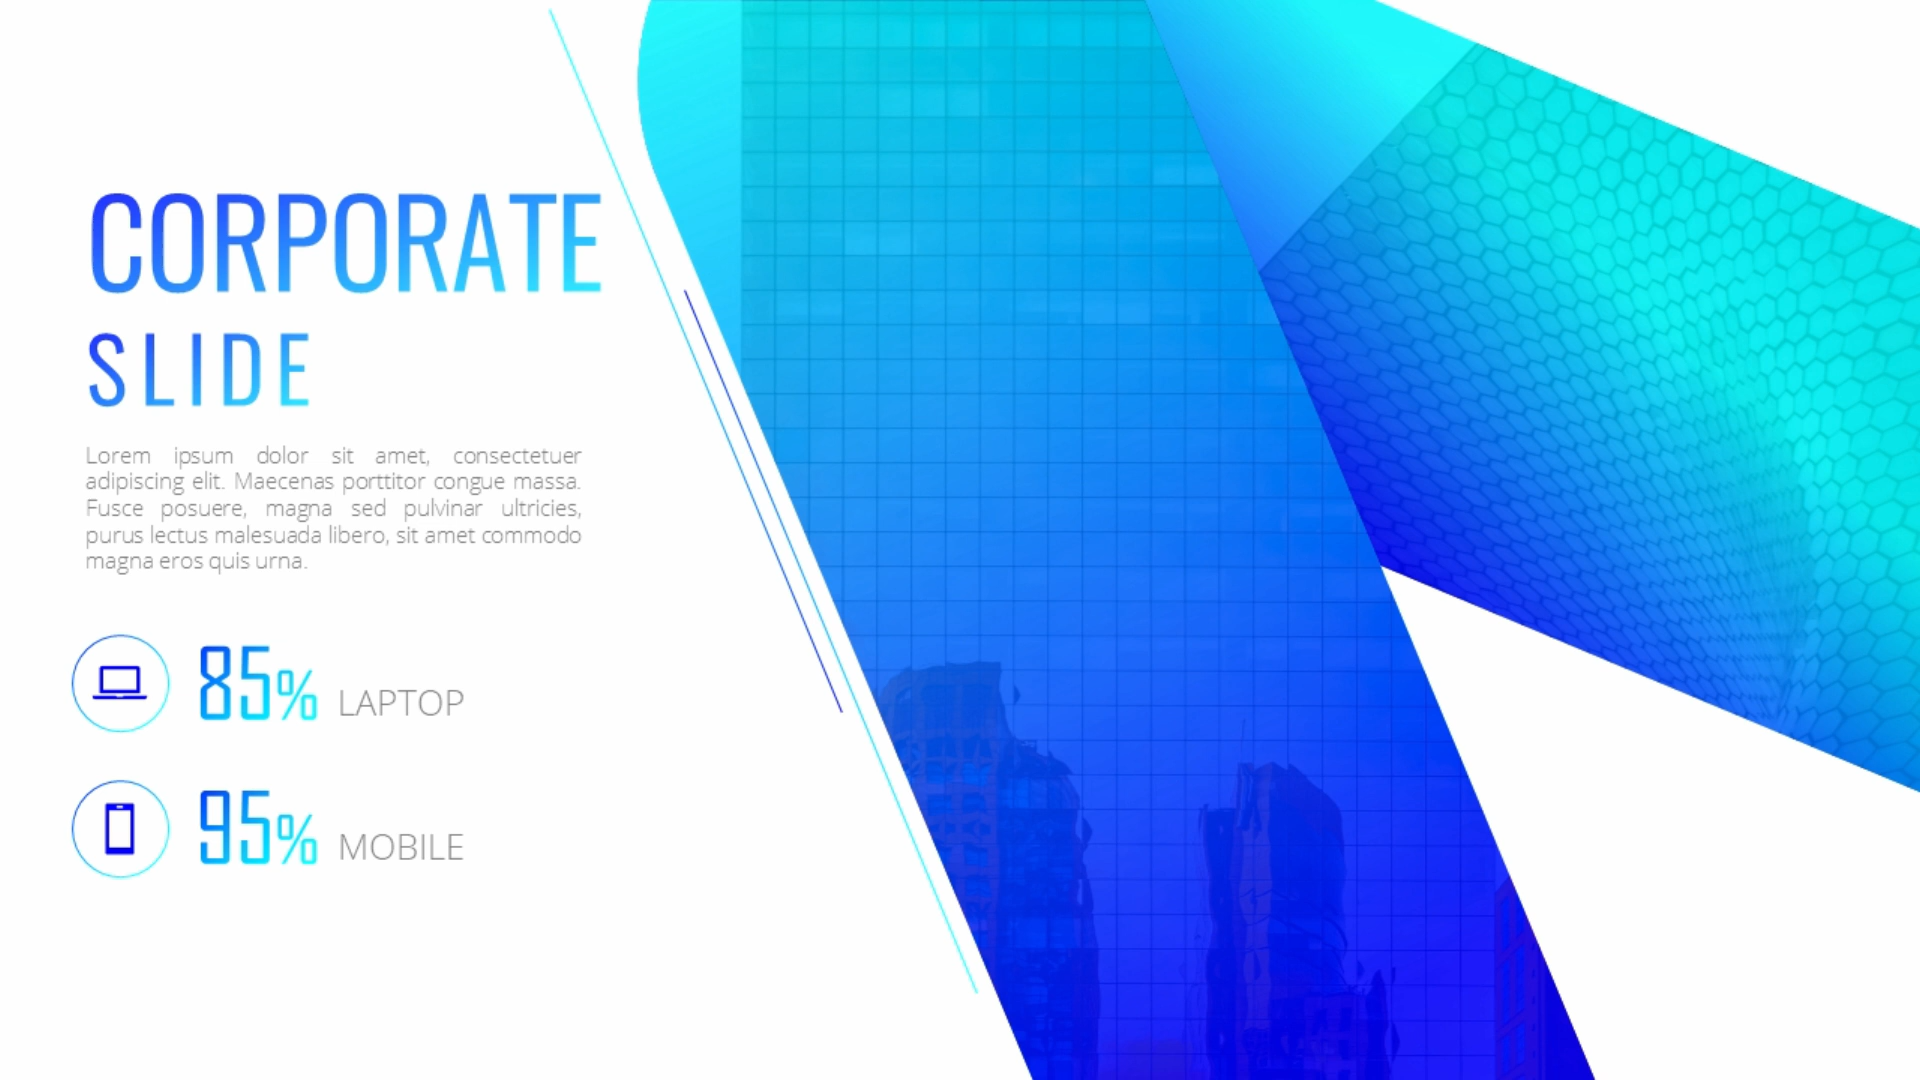 CORPORATE
SLIDE
Lorem ipsum dolor sit amet, consectetuer
adipiscing elit. Maecenas porttitor congue massa.
Fusce posuere, magna sed pulvinar ultricies,
purus lectus malesuada libero, sit amet commodo
magna eros quis urna.
85% LAPTOP
95% MOBILE